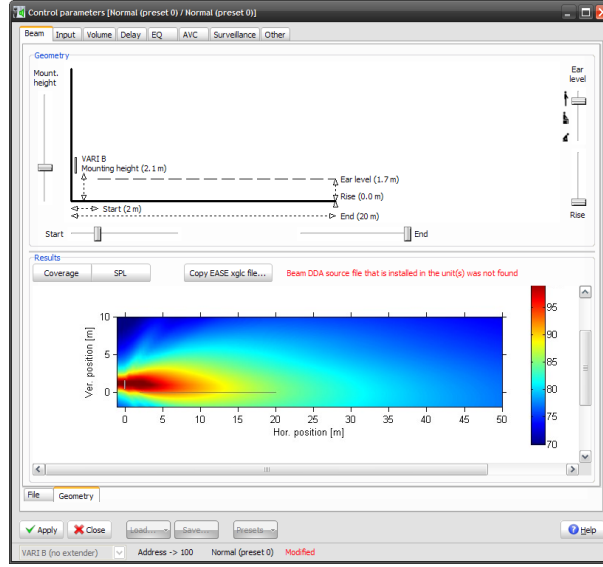 Control parameters [Normal (preset 0) / Normal (preset 0)]
Beam Input Volume Delay EQ AVC Surveillance Other
Geometry
Mount. height
Ear level
VARI B
Mounting height (2.1 m)
Ear level (1.7 m)
Rise (0.0 m)
Start (2 m)
End (20 m)
Rise
Start
End
Results
Coverage SPL Copy EASE xglc file... Beam DDA source file that is installed in the unit(s) was not found
10
5
0
Ver. position [m]
0 5 10 15 20 25 30 35 40 45 50
Hor. position [m]
95
90
85
80
75
70
File Geometry
Apply Close Load... Save... Presets Help
VARI B (no extender) Address -> 100 Normal (preset 0) Modified